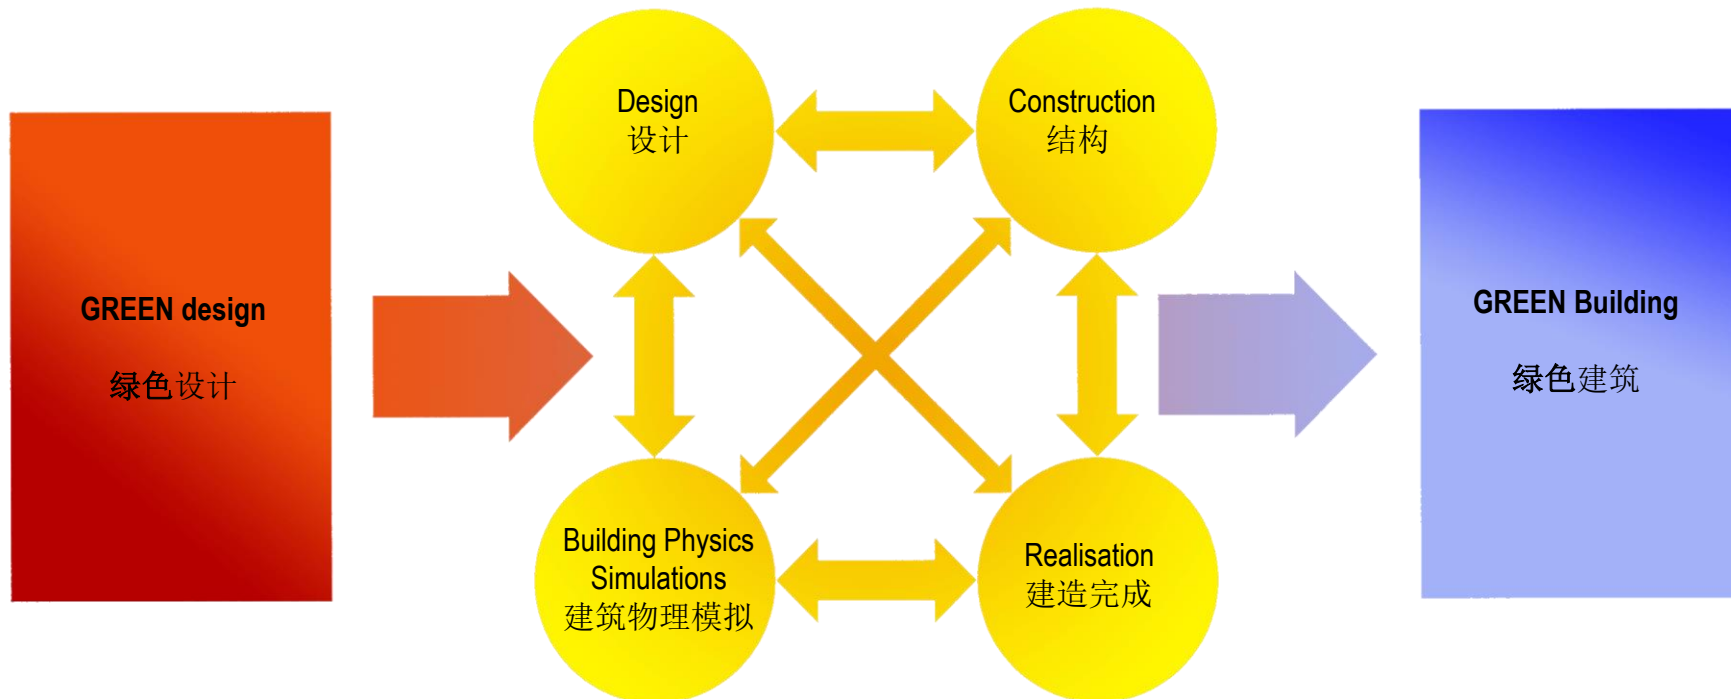 GREEN design
绿色设计
Design
设计
Construction
结构
Building Physics
Simulations
建筑物理模拟
Realisation
建造完成
GREEN Building
绿色建筑